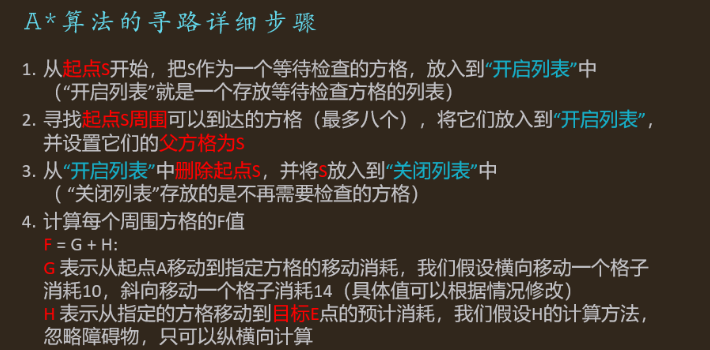 A*算法的寻路详细步骤
1. 从起点S开始，把S作为一个等待检查的方格，放入到“开启列表”中
（“开启列表”就是一个存放等待检查方格的列表）
2. 寻找起点S周围可以到达的方格（最多八个），将它们放入到“开启列表”，
并设置它们的父方格为S
3. 从“开启列表”中删除起点S，并将S放入到“关闭列表”中
（ “关闭列表”存放的是不再需要检查的方格）
4. 计算每个周围方格的F值
F = G + H:
G 表示从起点A移动到指定方格的移动消耗，我们假设横向移动一个格子
消耗10，斜向移动一个格子消耗14（具体值可以根据情况修改）
H 表示从指定的方格移动到目标E点的预计消耗，我们假设H的计算方法，
忽略障碍物，只可以纵横向计算